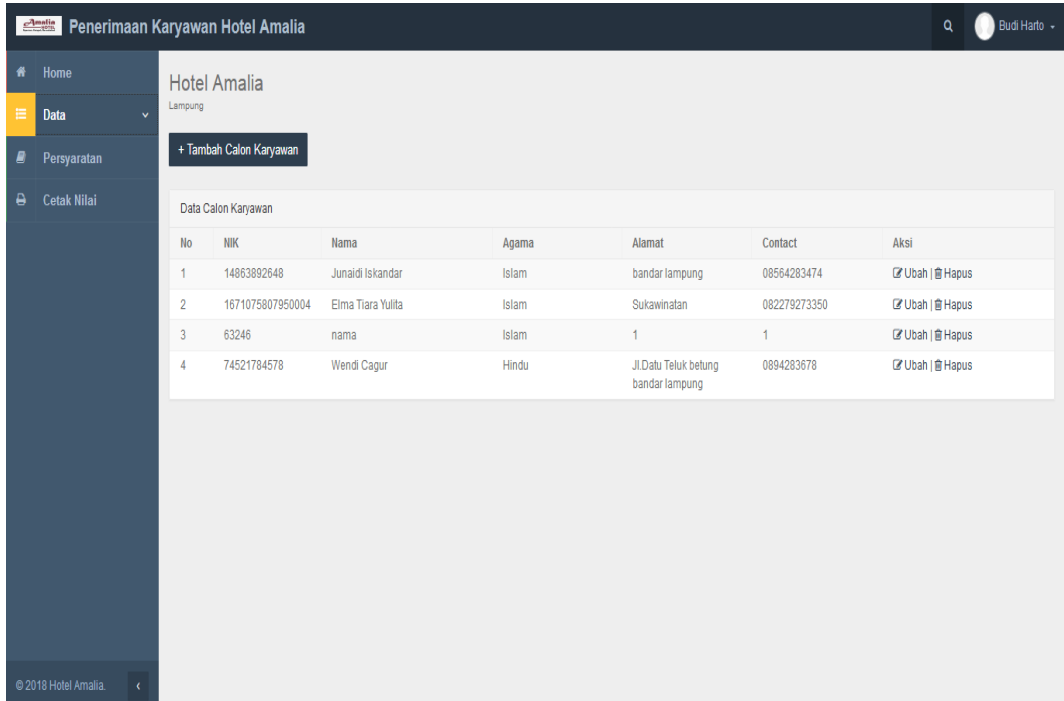 Amalia
HOTEL
Penerimaan Karyawan Hotel Amalia
Budi Harto
Home
Data
Persyaratan
Cetak Nilai
Hotel Amalia
Lampung
+ Tambah Calon Karyawan
Data Calon Karyawan
No NIK Nama Agama Alamat Contact Aksi
1 14863892648 Junaidi Iskandar Islam bandar lampung 08564283474 Ubah | Hapus
2 1671075807950004 Elma Tiara Yulita Islam Sukawinatan 082279273350 Ubah | Hapus
3 63246 nama Islam 1 1 Ubah | Hapus
4 74521784578 Wendi Cagur Hindu Jl.Datu Teluk betung 0894283678 Ubah | Hapus
bandar lampung
© 2018 Hotel Amalia.